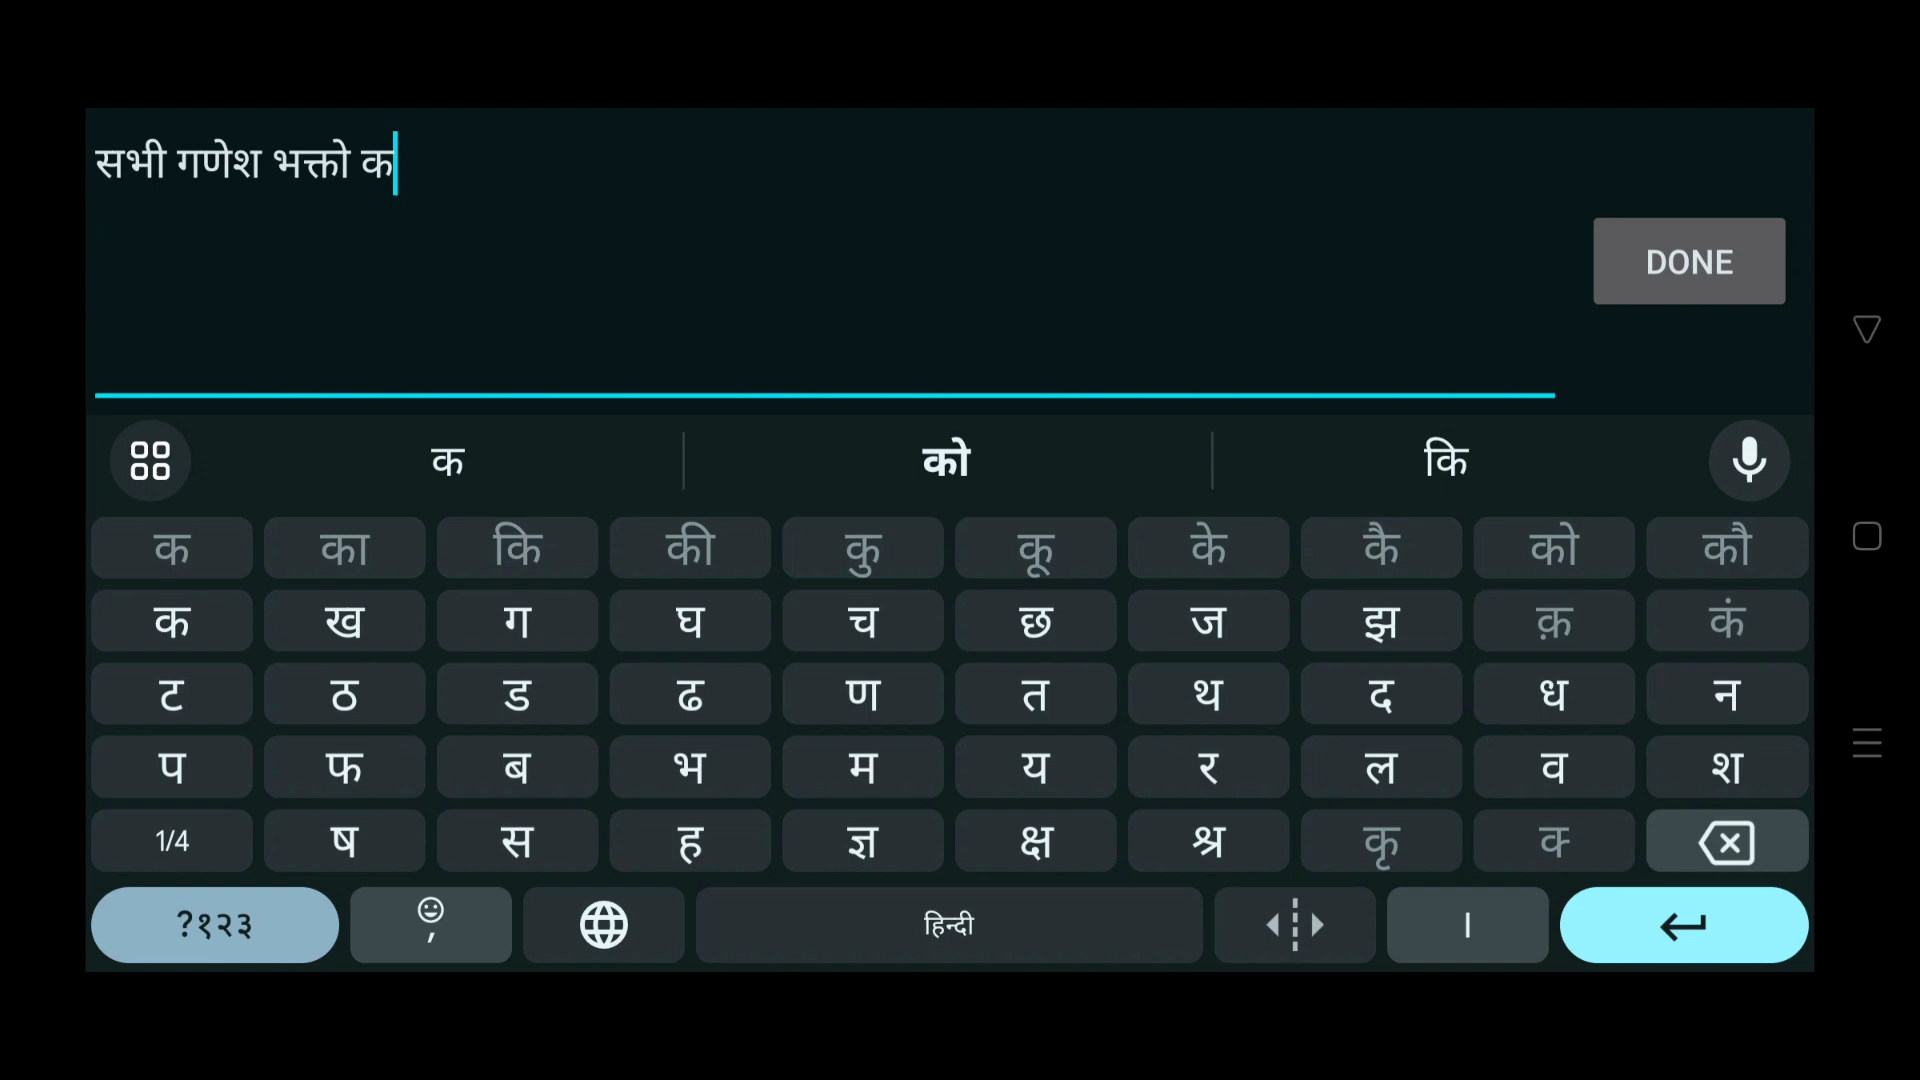 सभी गणेश भक्तो क
DONE
क को कि
क का कि की कु कू के कै को कौ
क ख ग घ च छ ज झ क़ कं
ट ठ ड ढ ण त थ द ध न
प फ ब भ म य र ल व श
1/4 ष स ह ज्ञ क्ष श्र कृ क्
?१२३ , हिन्दी ।